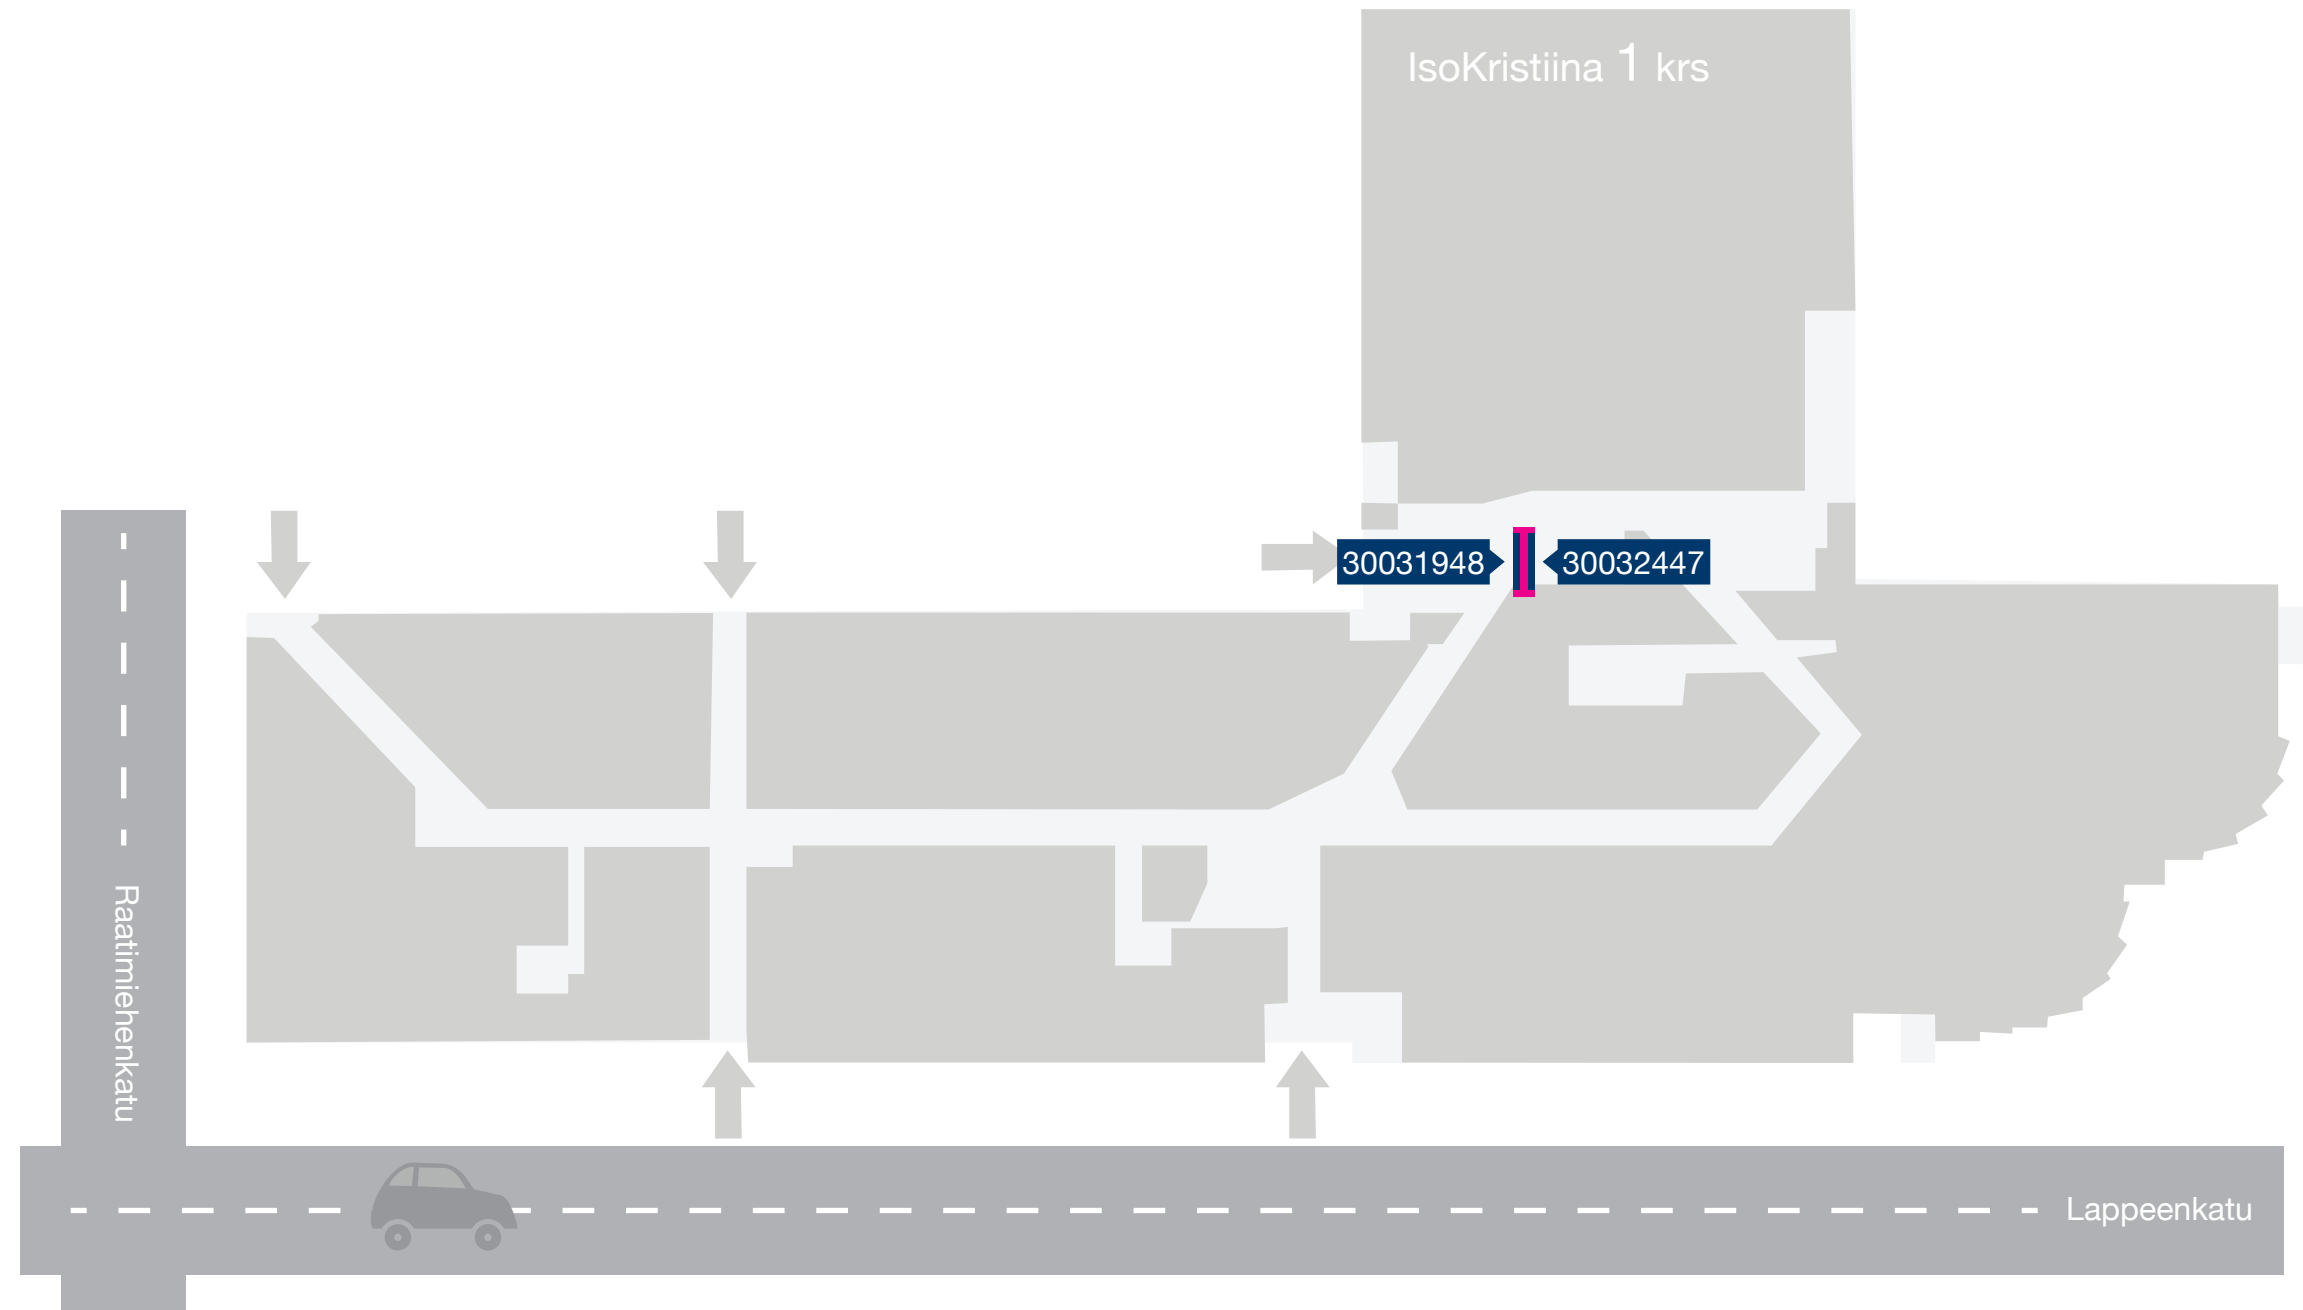 IsoKristiina 1 krs
30031948
30032447
Raatimiehenkatu
Lappeenkatu